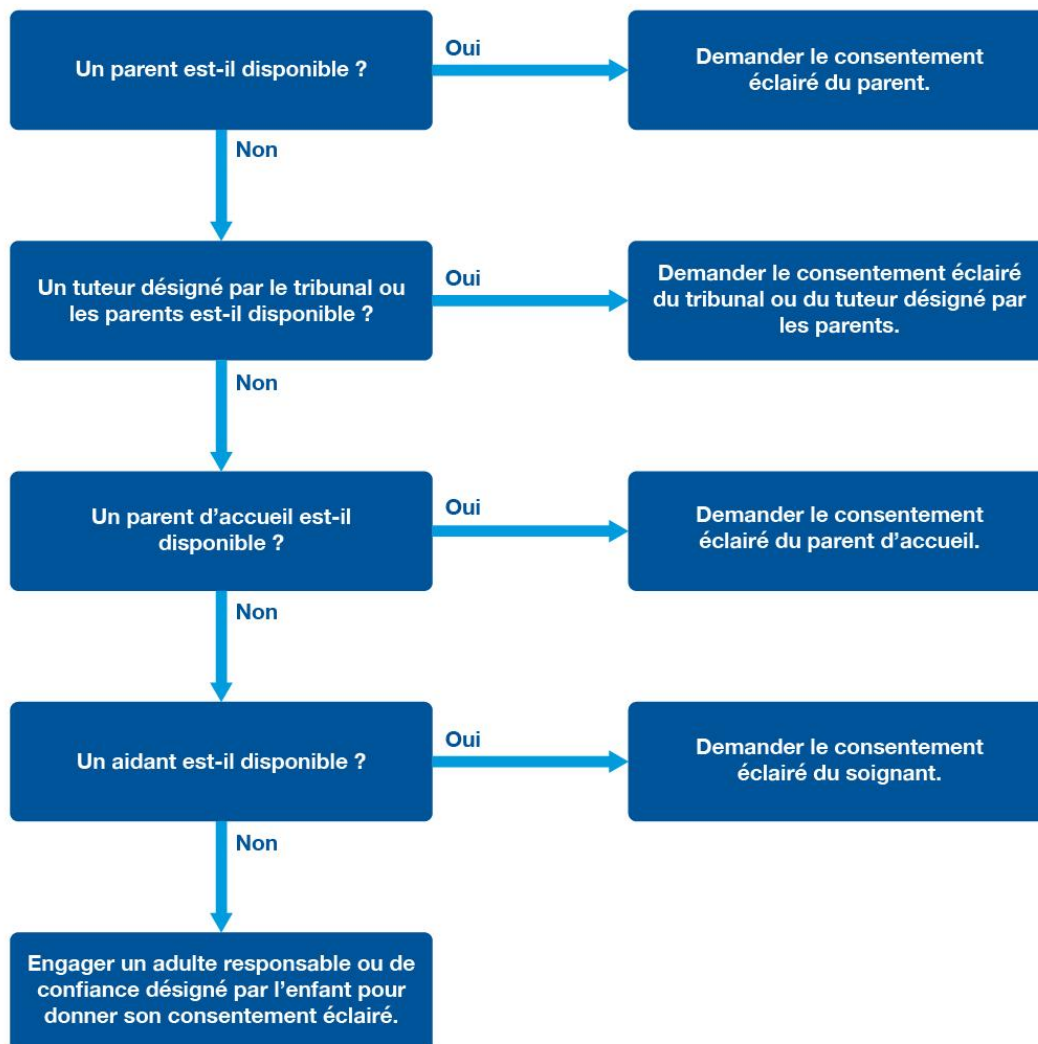 Un parent est-il disponible ?
Oui
Demander le consentement
éclairé du parent.
Non
Un tuteur désigné par le tribunal ou
les parents est-il disponible ?
Oui
Demander le consentement éclairé
du tribunal ou du tuteur désigné par
les parents.
Non
Un parent d’accueil est-il
disponible ?
Oui
Demander le consentement
éclairé du parent d’accueil.
Non
Un aidant est-il disponible ?
Oui
Demander le consentement
éclairé du soignant.
Non
Engager un adulte responsable ou de
confiance désigné par l’enfant pour
donner son consentement éclairé.